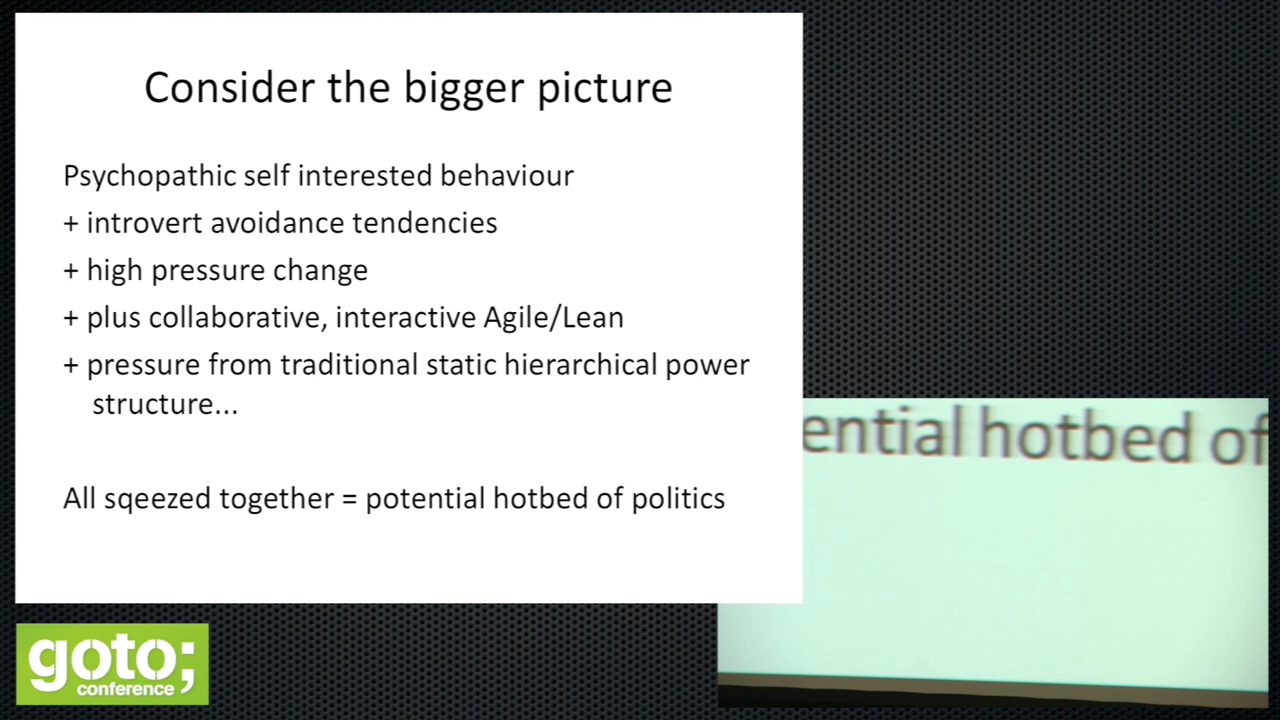 Consider the bigger picture
Psychopathic self interested behaviour
+ introvert avoidance tendencies
+ high pressure change
+ plus collaborative, interactive Agile/Lean
+ pressure from traditional static hierarchical power
structure...
All sqeezed together = potential hotbed of politics
ential hotbed of
goto;
conference